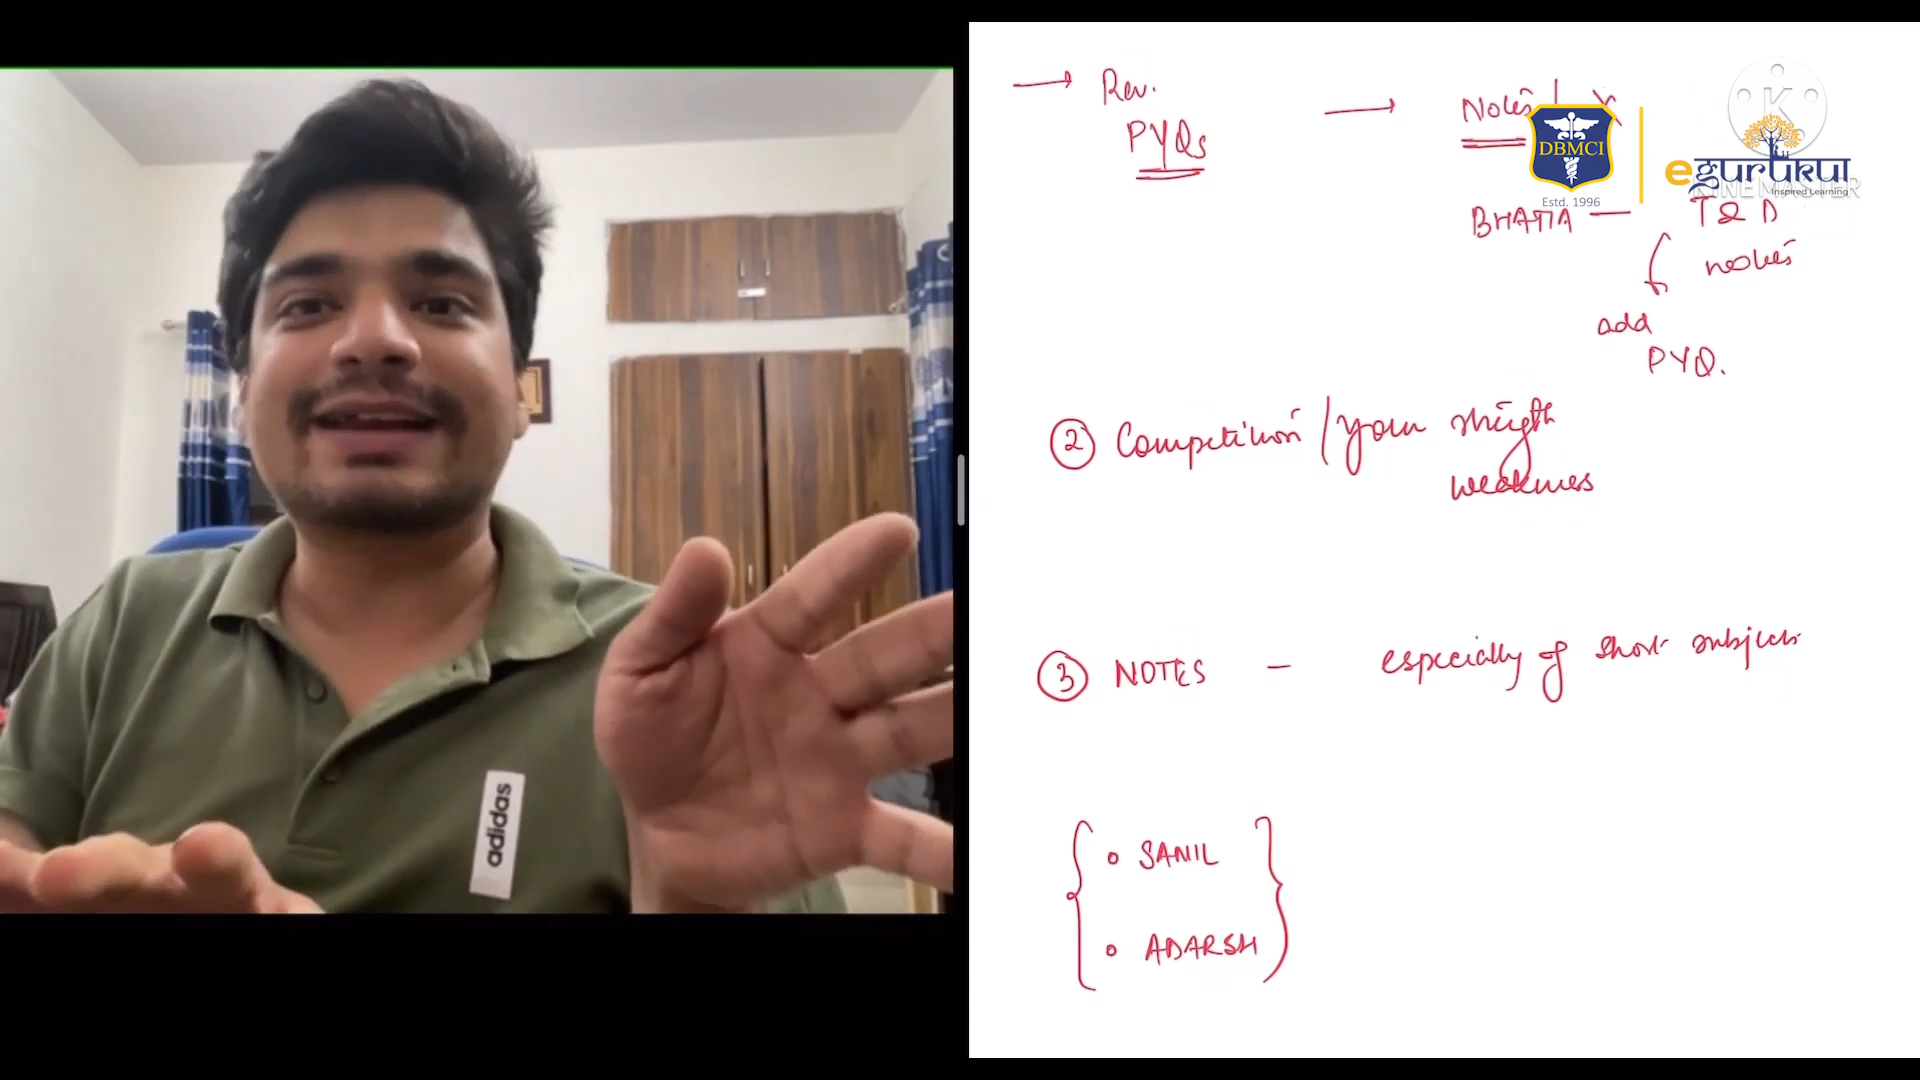 → Rev.
PYQs
→ Notes / X
DBMCI
Estd. 1996
egurukul
Inspired Learning
KINEMASTER
BHATIA — T & D
notes
add
PYQ.
② Competition / your strength
weakness
③ NOTES – especially of short subjects
• SANIL
• ADARSH
adidas